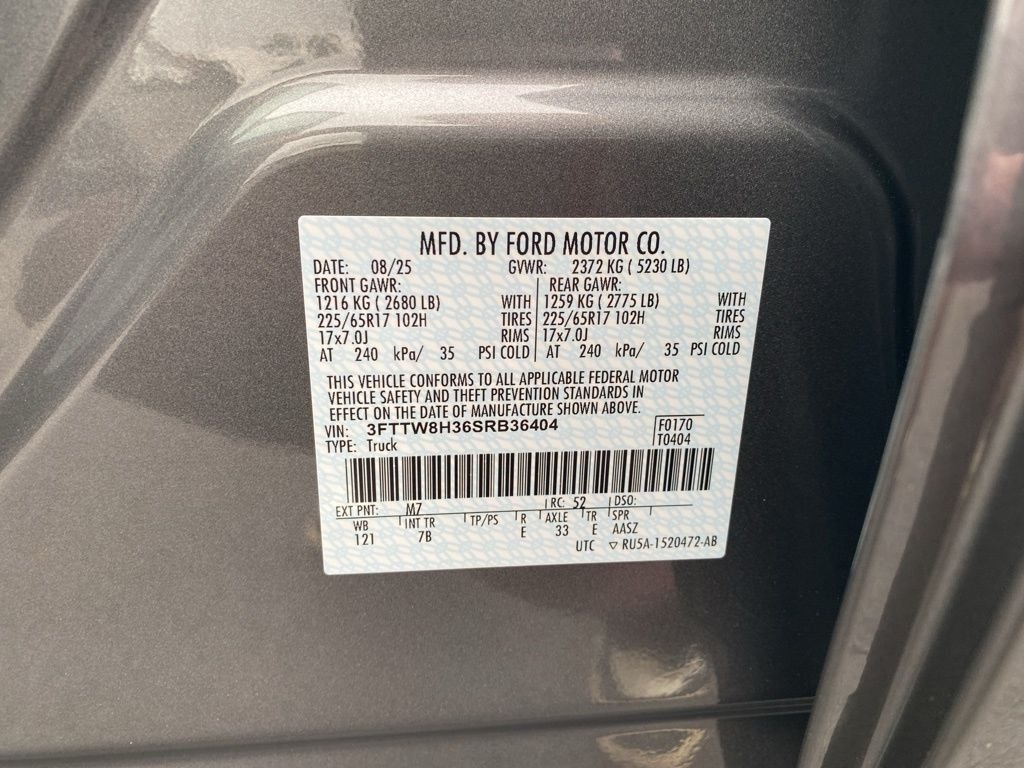 MFD. BY FORD MOTOR CO.
DATE: 08/25 GVWR: 2372 KG ( 5230 LB)
FRONT GAWR: REAR GAWR:
1216 KG ( 2680 LB) WITH 1259 KG ( 2775 LB) WITH
225/65R17 102H TIRES 225/65R17 102H TIRES
17x7.0J RIMS 17x7.0J RIMS
AT 240 kPa/ 35 PSI COLD AT 240 kPa/ 35 PSI COLD
THIS VEHICLE CONFORMS TO ALL APPLICABLE FEDERAL MOTOR
VEHICLE SAFETY AND THEFT PREVENTION STANDARDS IN
EFFECT ON THE DATE OF MANUFACTURE SHOWN ABOVE.
VIN: 3FTTW8H36SRB36404 F0170
TYPE: Truck T0404
EXT PNT: M7 RC: 52 DSO:
WB INT TR TP/PS R AXLE TR SPR
121 7B E 33 E AASZ
UTC ▽ RU5A-1520472-AB